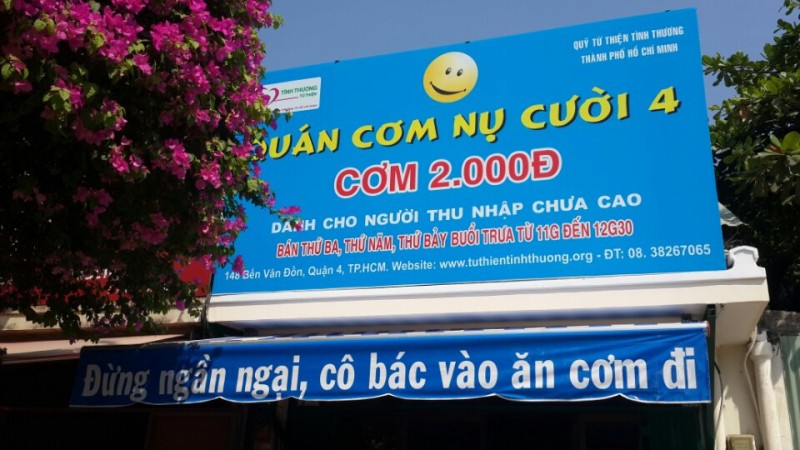 QUỸ TỪ THIỆN TÌNH THƯƠNG
THÀNH PHỐ HỒ CHÍ MINH
TÌNH THƯƠNG
QUÁN CƠM NỤ CƯỜI 4
CƠM 2.000Đ
DÀNH CHO NGƯỜI THU NHẬP CHƯA CAO
BÁN THỨ BA, THỨ NĂM, THỨ BẢY BUỔI TRƯA TỪ 11G ĐẾN 12G30
148 Bến Vân Đồn, Quận 4, TP.HCM. Website: www.tuthientinhthuong.org - ĐT: 08. 38267065
Đừng ngần ngại, cô bác vào ăn cơm đi